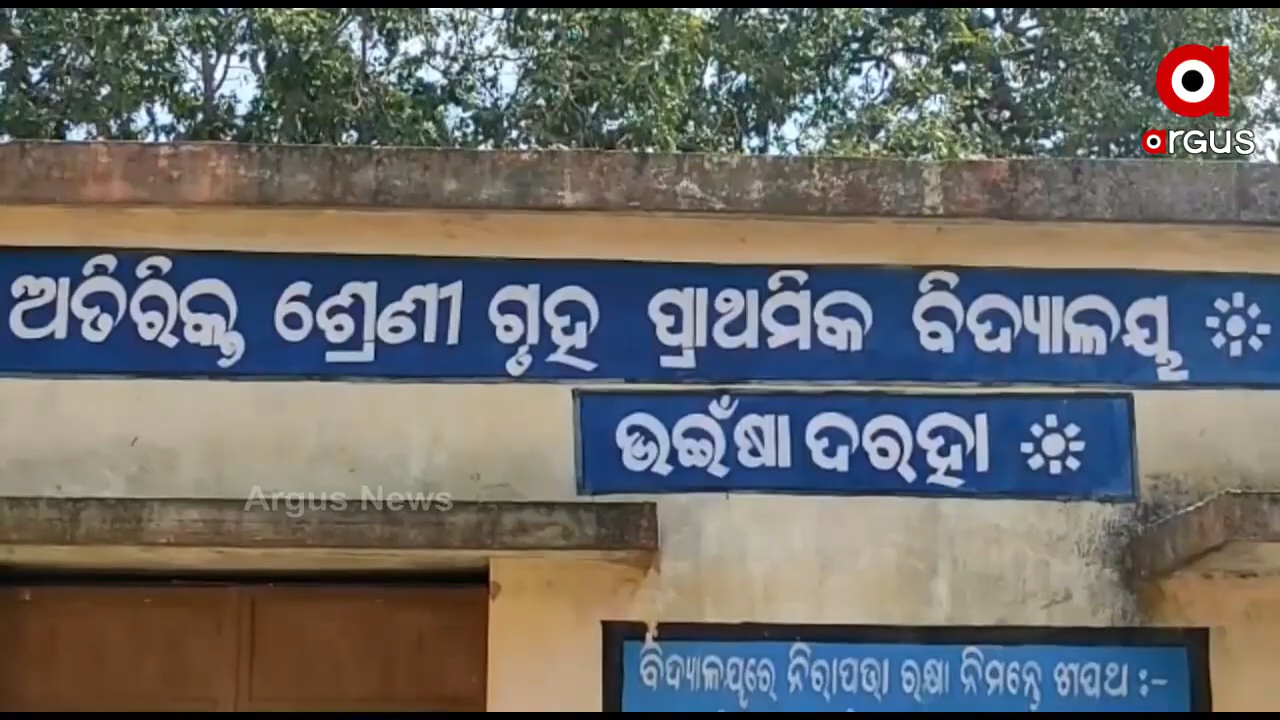 argus
ଅତିରିକ୍ତ ଶ୍ରେଣୀ ଗୃହ ପ୍ରାଥମିକ ବିଦ୍ୟାଳୟ
ଭଇଁଷା ଦରହା
Argus News
ବିଦ୍ୟାଳୟରେ ନିରାପତ୍ତା ରକ୍ଷା ନିମନ୍ତେ ଶପଥ :-